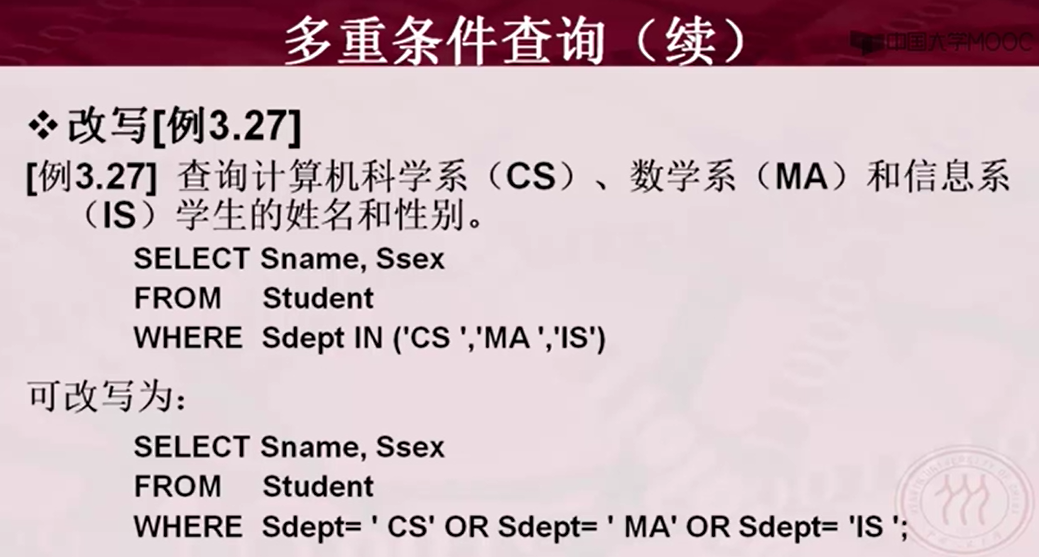 多重条件查询（续）
中国大学MOOC
❖改写[例3.27]
[例3.27] 查询计算机科学系（CS）、数学系（MA）和信息系
（IS）学生的姓名和性别。
SELECT Sname, Ssex
FROM Student
WHERE Sdept IN ('CS ','MA ','IS')
可改写为：
SELECT Sname, Ssex
FROM Student
WHERE Sdept= ' CS' OR Sdept= ' MA' OR Sdept= 'IS ';